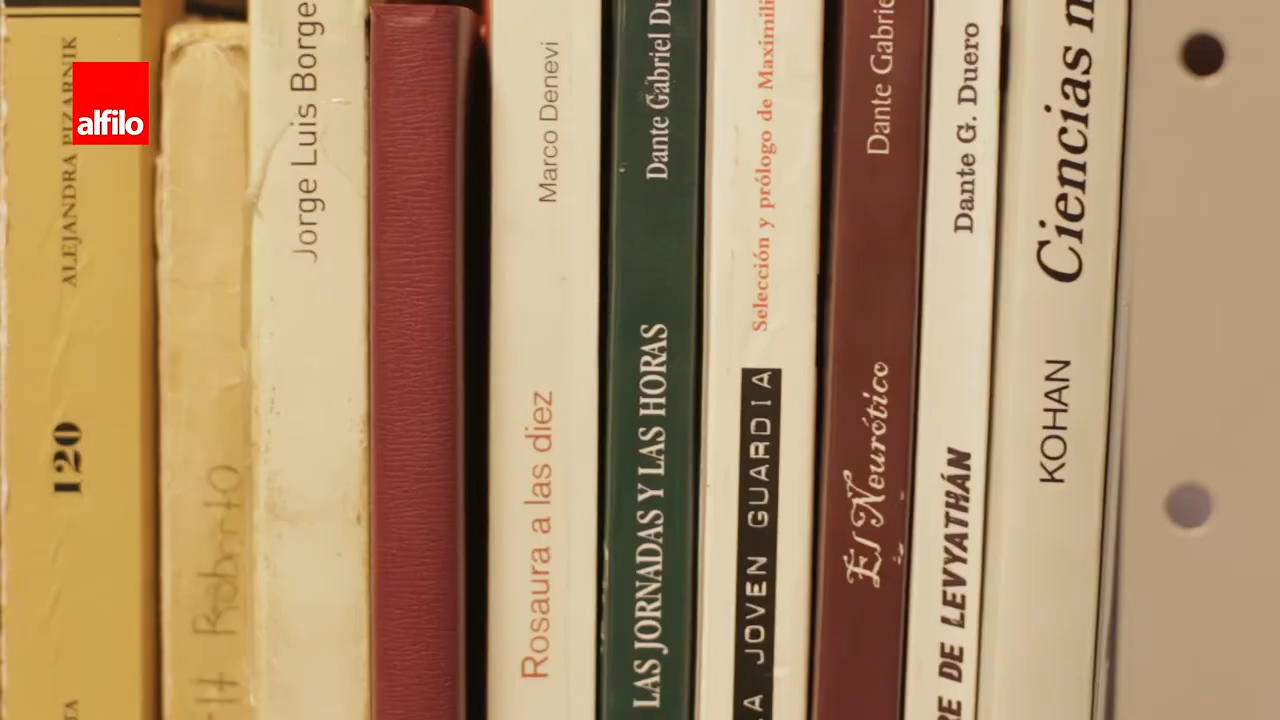 alfilo
ALEJANDRA PIZARNIK
120
Roberto
Jorge Luis Borge
Marco Denevi
Rosaura a las diez
Dante Gabriel Du
LAS JORNADAS Y LAS HORAS
Selección y prólogo de Maximili
A JOVEN GUARDIA
Dante Gabrie
El Neurótico
Dante G. Duero
RE DE LEVYATHÁN
Ciencias m
KOHAN